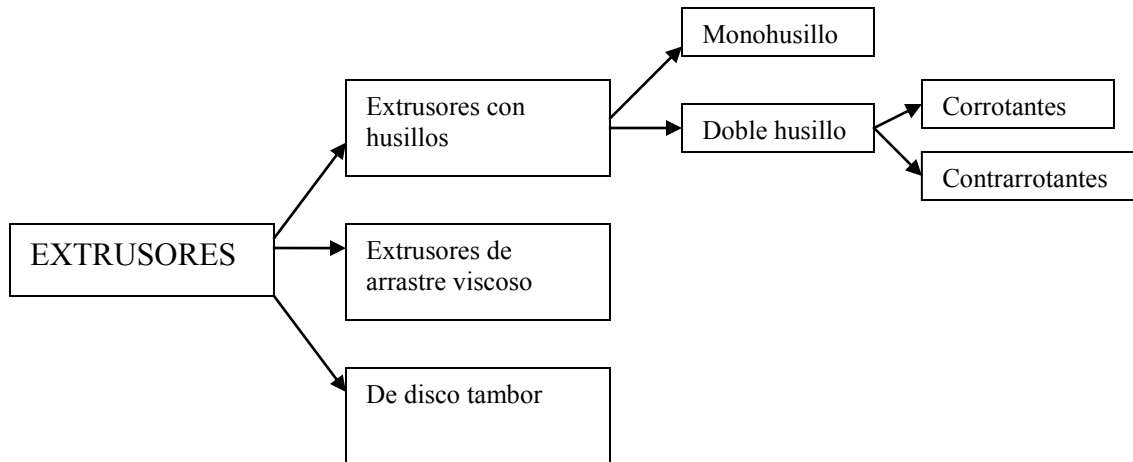 Monohusillo
Extrusores con
husillos
Doble husillo
Corrotantes
Contrarrotantes
EXTRUSORES
Extrusores de
arrastre viscoso
De disco tambor